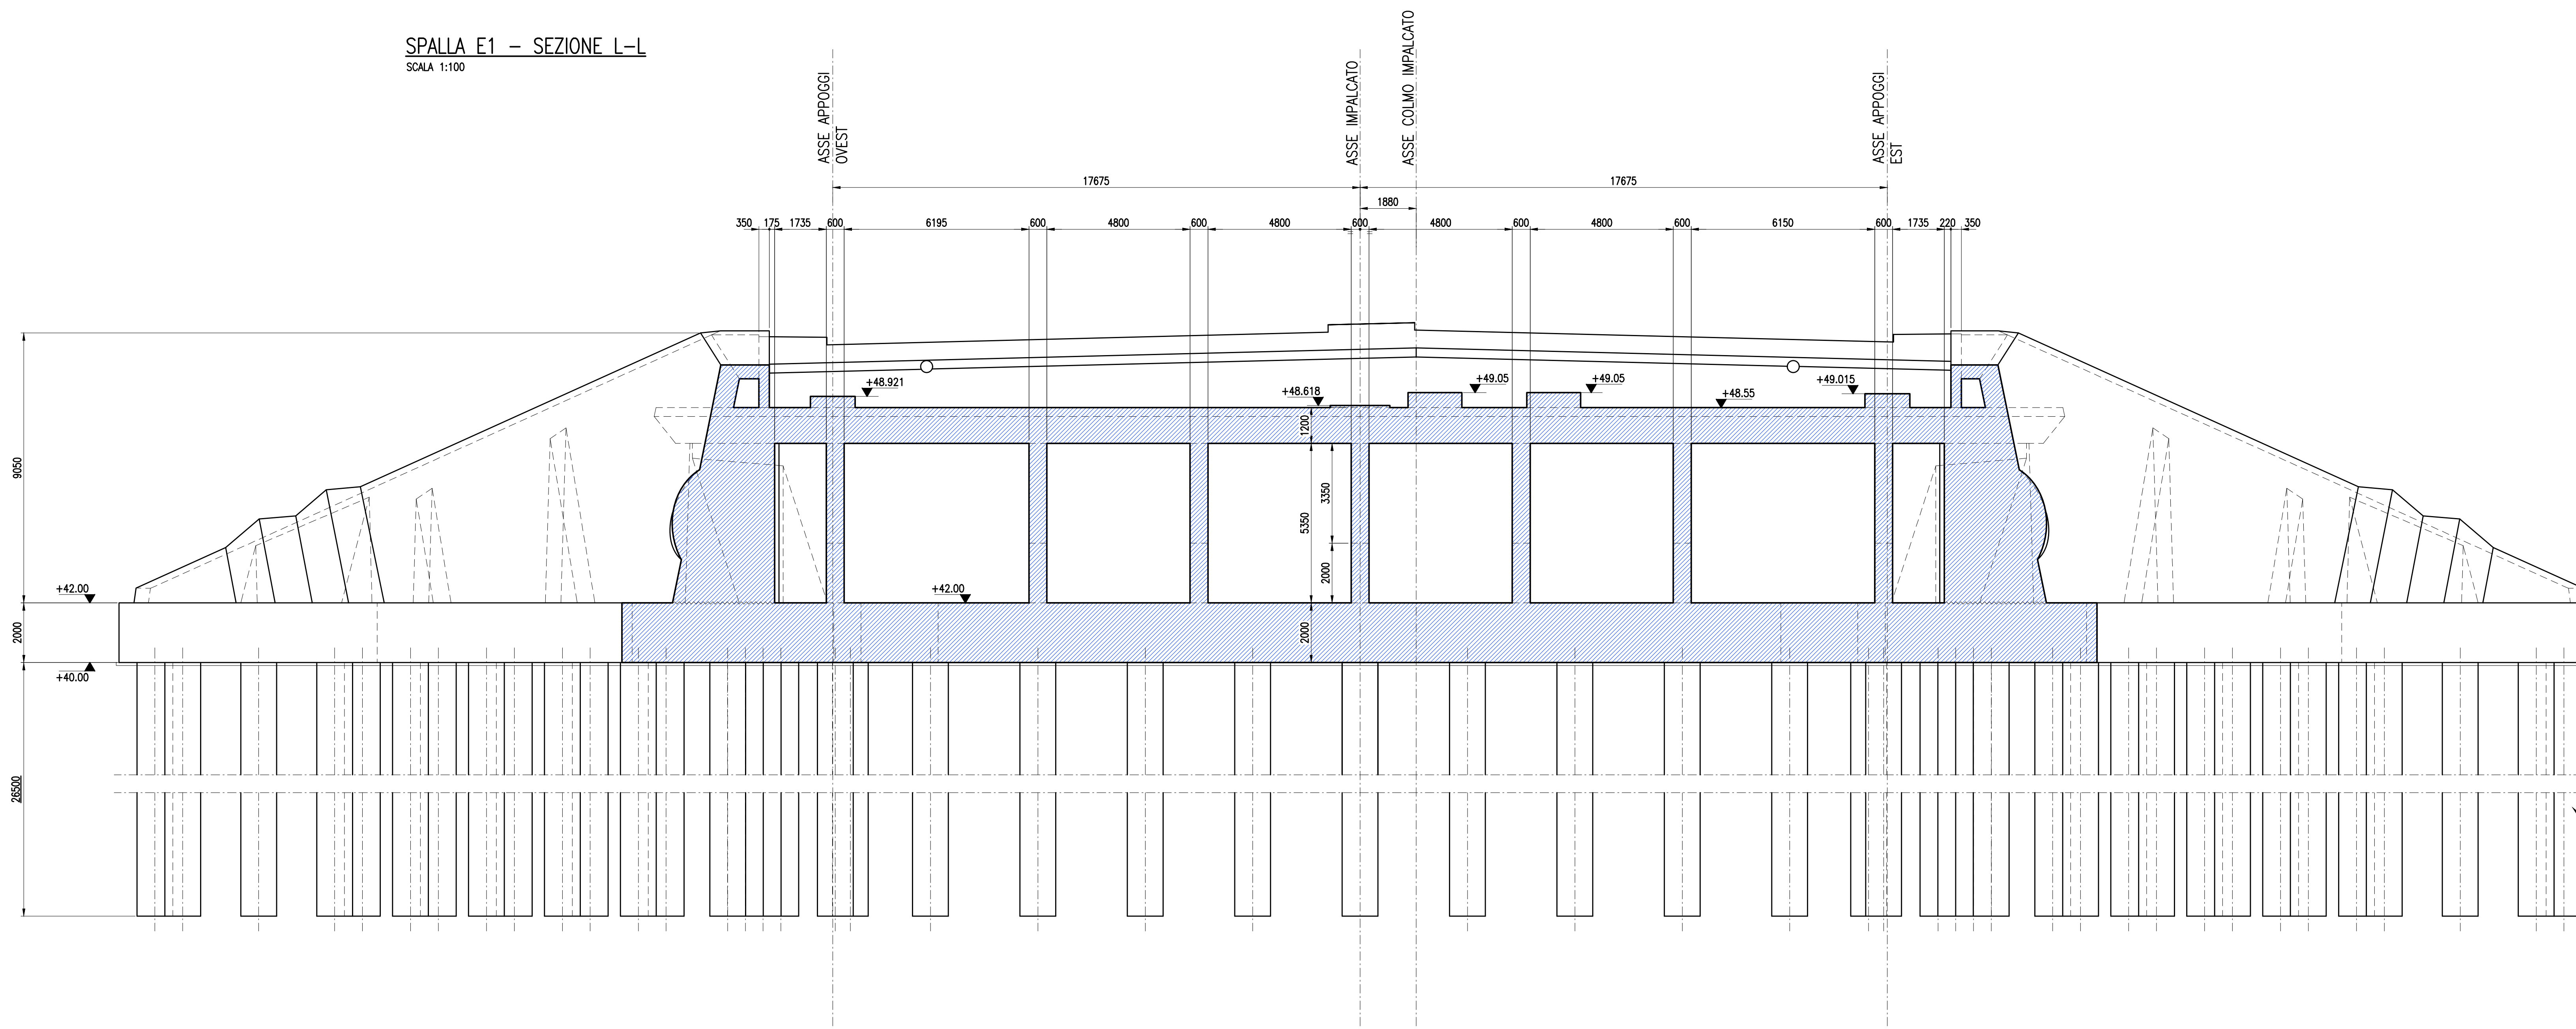 SPALLA E1 - SEZIONE L-L
SCALA 1:100
ASSE APPOGGI
OVEST
ASSE IMPALCATO
ASSE COLMO IMPALCATO
ASSE APPOGGI
EST
17675
17675
1880
350 175 1735 600 6195 600 4800 600 4800 600 4800 600 4800 600 6150 600 1735 220 350
+48.921
+48.618
+49.05
+49.05
+48.55
+49.015
1200
9050
3350
5350
2000
+42.00
+42.00
2000
2000
+40.00
26500